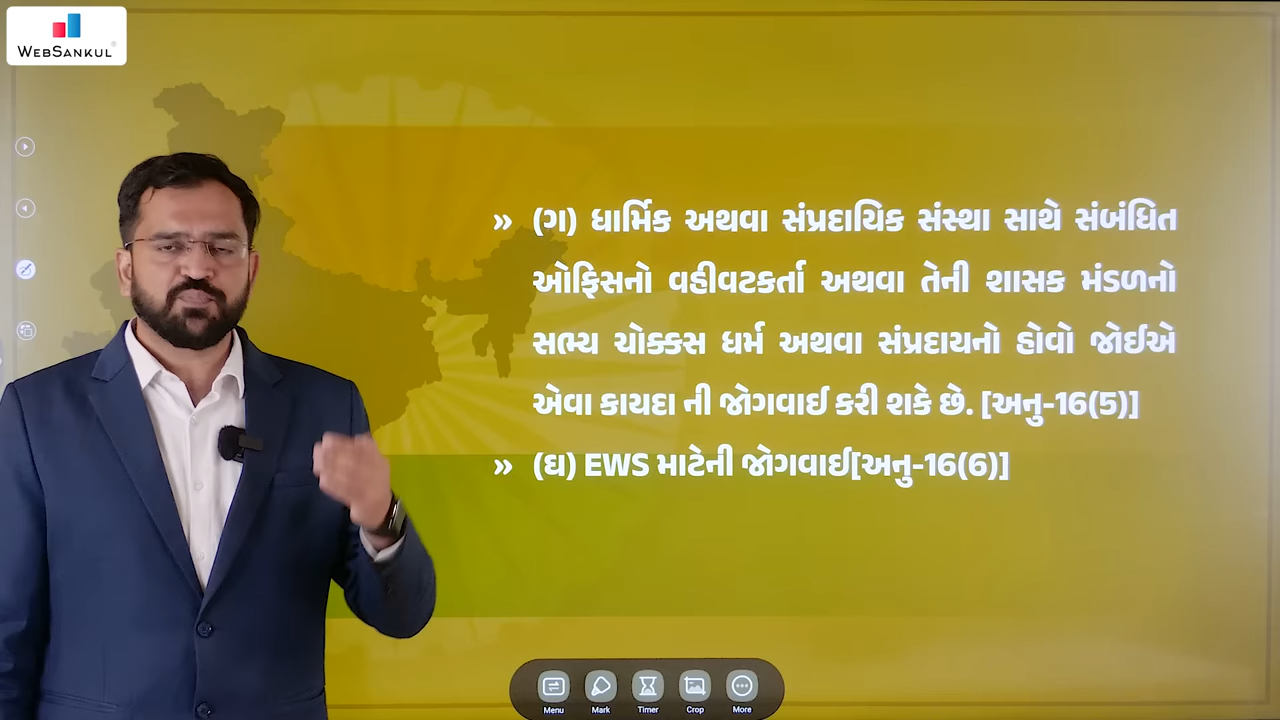 WEBSANKUL®
» (ગ) ધાર્મિક અથવા સંપ્રદાયિક સંસ્થા સાથે સંબંધિત
ઓફિસનો વહીવટકર્તા અથવા તેની શાસક મંડળનો
સભ્ય ચોક્કસ ધર્મ અથવા સંપ્રદાયનો હોવો જોઈએ
એવા કાયદા ની જોગવાઈ કરી શકે છે. [અનુ-16(5)]
» (ઘ) EWS માટેની જોગવાઈ[અનુ-16(6)]
Menu Mark Timer Crop More